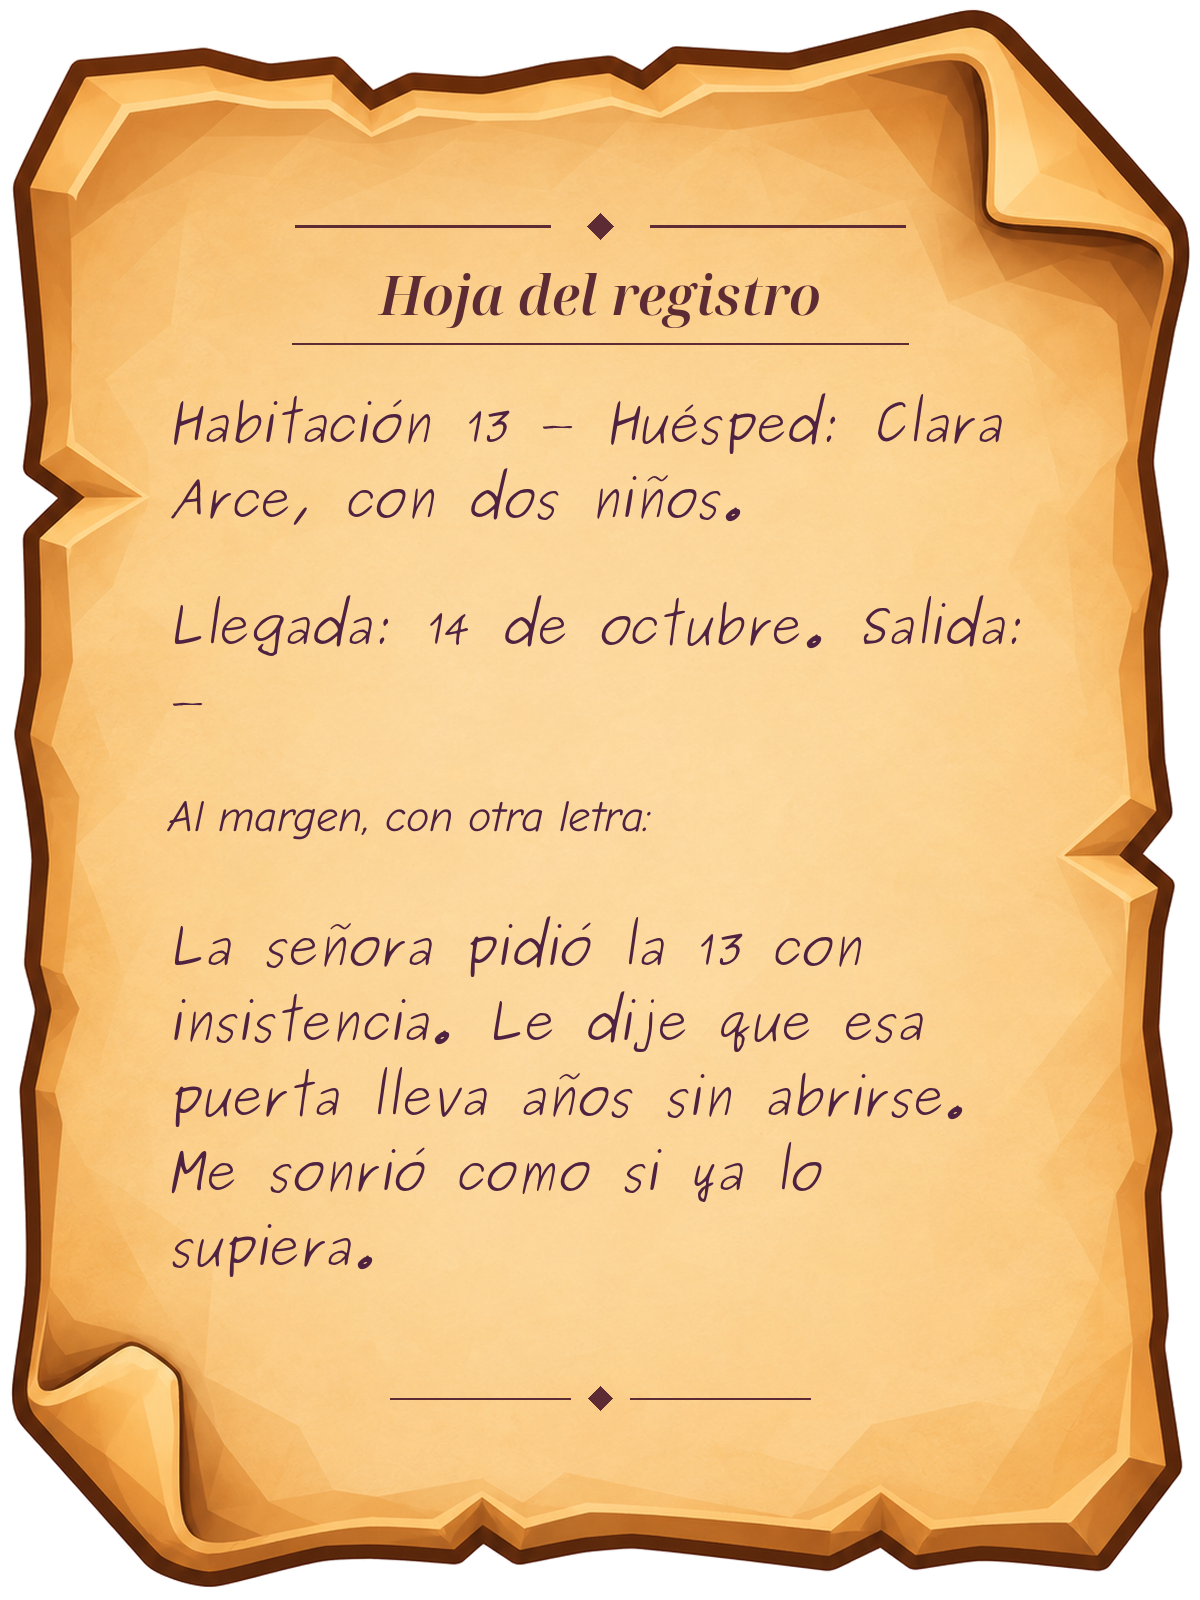 Hoja del registro
Habitación 13 — Huésped: Clara
Arce, con dos niños.
Llegada: 14 de octubre. Salida:
—
Al margen, con otra letra:
La señora pidió la 13 con
insistencia. Le dije que esa
puerta lleva años sin abrirse.
Me sonrió como si ya lo
supiera.